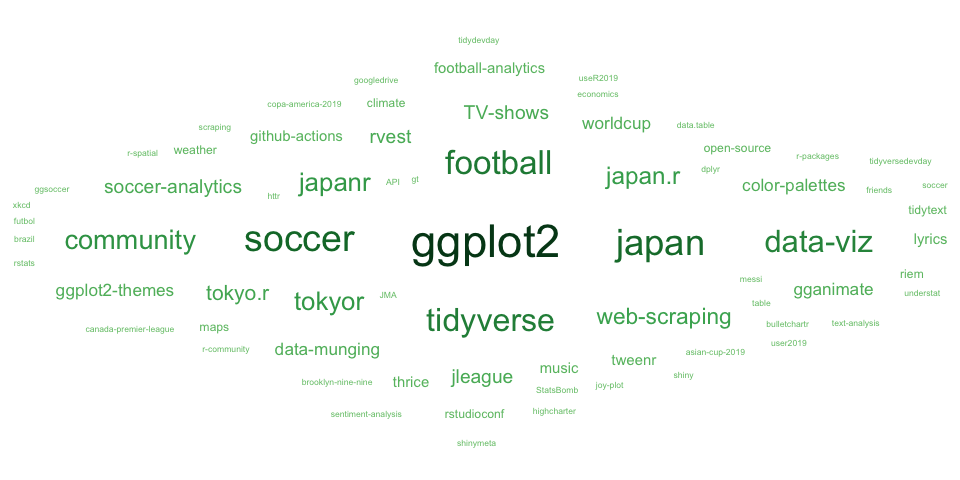 tidydevday
football-analytics
googledrive
useR2019
economics
copa-america-2019
climate
TV-shows
scraping
github-actions
rvest
worldcup
data.table
r-spatial
weather
football
open-source
r-packages
tidyversedevday
ggsoccer
soccer-analytics
httr
japanr
API
gt
japan.r
dplyr
color-palettes
friends
soccer
xkcd
futbol
tidytext
brazil
community
soccer
ggplot2
japan
data-viz
lyrics
rstats
ggplot2-themes
tokyo.r
tokyor
JMA
messi
gganimate
riem
understat
table
canada-premier-league
maps
tidyverse
web-scraping
bulletchartr
text-analysis
r-community
data-munging
user2019
asian-cup-2019
tweenr
brooklyn-nine-nine
thrice
jleague
music
shiny
StatsBomb
joy-plot
sentiment-analysis
rstudioconf
highcharter
shinymeta